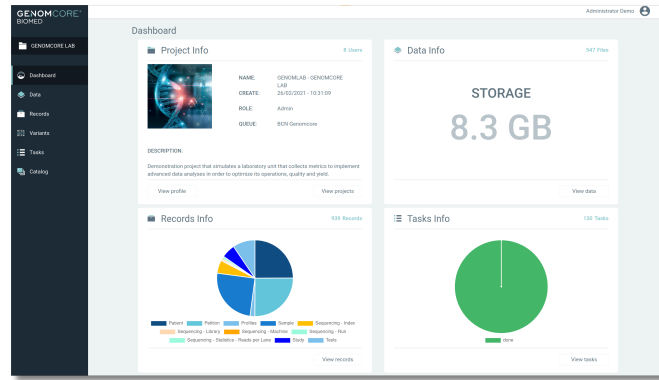 GENOMCORE®
BIOMED
Administrator Demo
GENOMCORE LAB
Dashboard
Data
Records
Variants
Tasks
Catalog
Dashboard
Project Info
8 Users
NAME: GENOMLAB - GENOMCORE
LAB
CREATE: 26/02/2021 - 10:31:09
ROLE: Admin
QUEUE: BCN Genomcore
DESCRIPTION:
Demonstration project that simulates a laboratory unit that collects metrics to implement
advanced data analyses in order to optimize its operations, quality and yield.
View profile
View projects
Data Info
547 Files
STORAGE
8.3 GB
View data
Records Info
939 Records
Patient Petition Profiles Sample Sequencing - Index
Sequencing - Library Sequencing - Machine Sequencing - Run
Sequencing - Statistics - Reads per Lane Study Tests
View records
Tasks Info
130 Tasks
done
View tasks